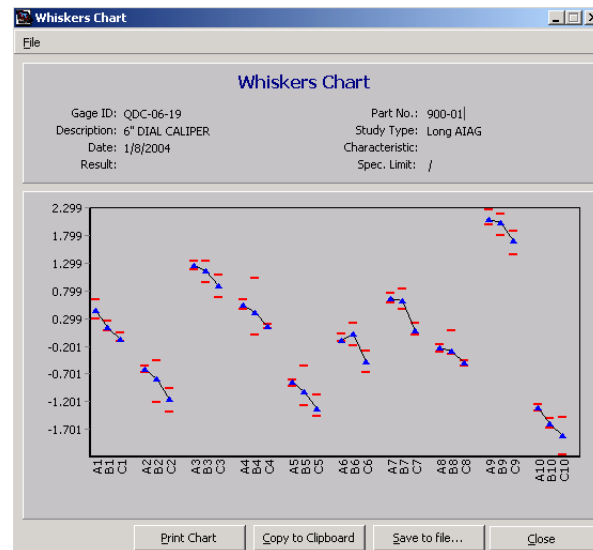 Whiskers Chart
File
Whiskers Chart
Gage ID: QDC-06-19 Part No.: 900-01
Description: 6" DIAL CALIPER Study Type: Long AIAG
Date: 1/8/2004 Characteristic:
Result: Spec. Limit: /
2.299
1.799
1.299
0.799
0.299
-0.201
-0.701
-1.201
-1.701
A1 B1 C1 A2 B2 C2 A3 B3 C3 A4 B4 C4 A5 B5 C5 A6 B6 C6 A7 B7 C7 A8 B8 C8 A9 B9 C9 A10 B10 C10
Print Chart Copy to Clipboard Save to file... Close